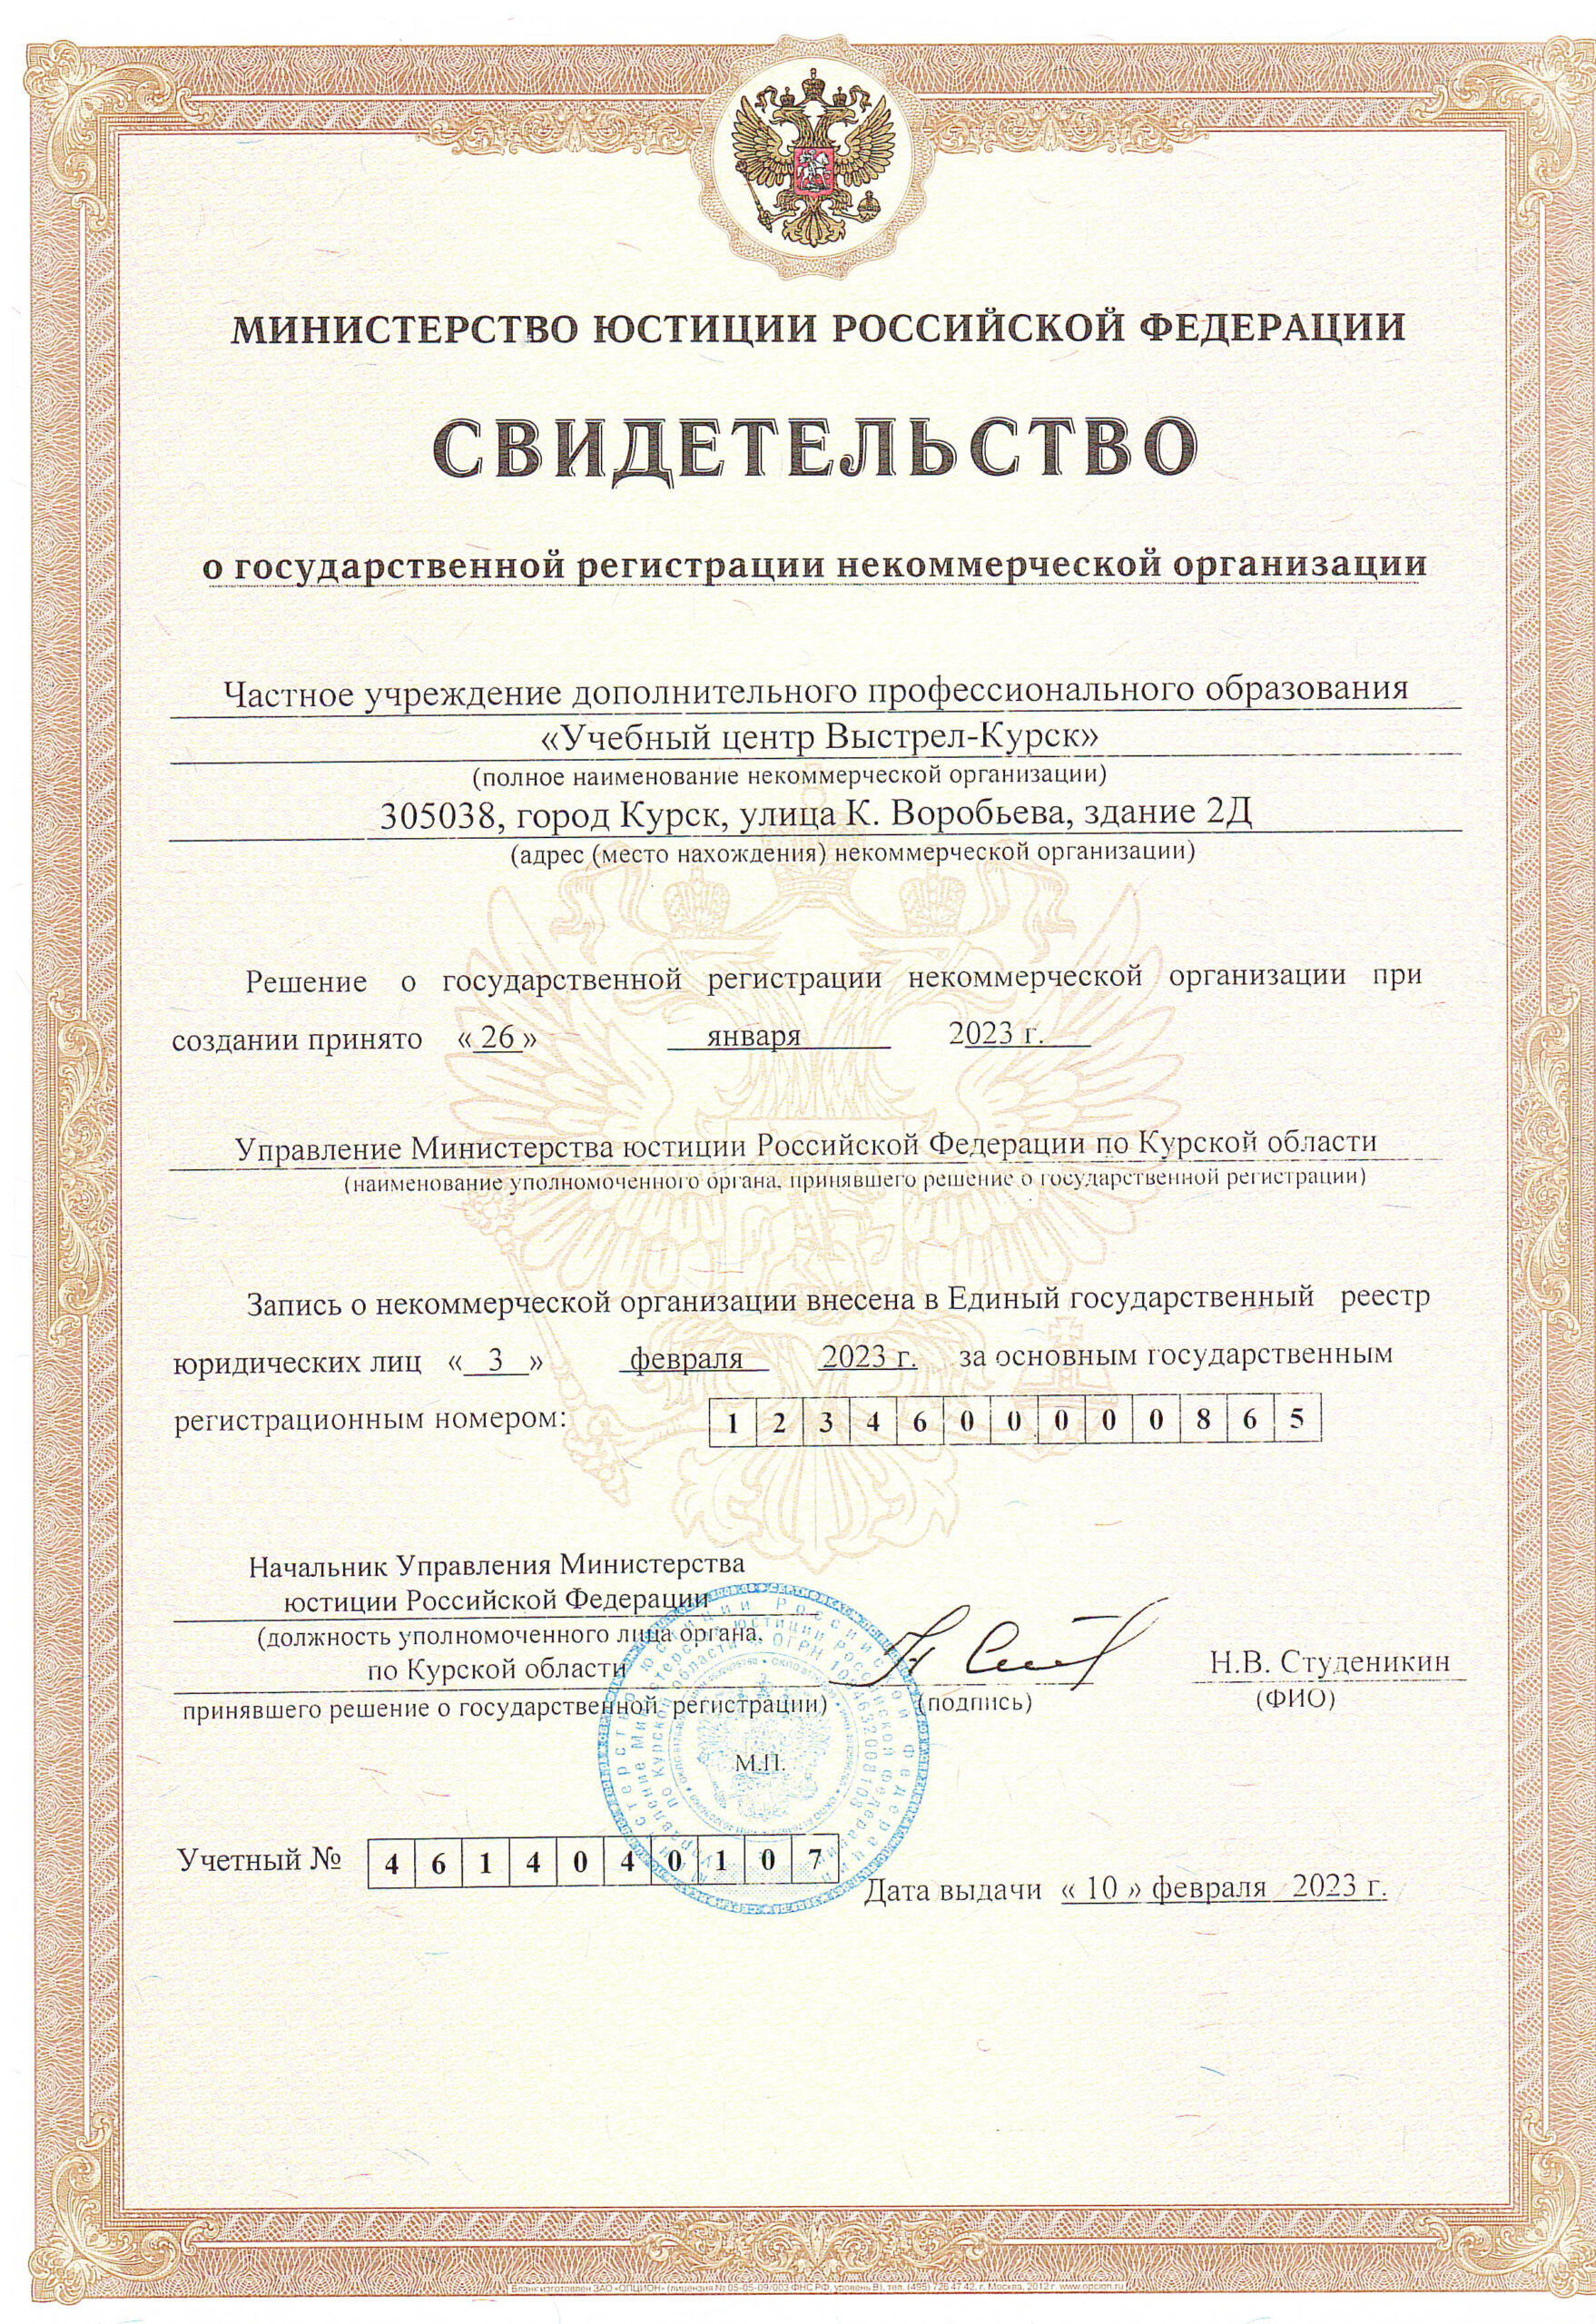 МИНИСТЕРСТВО ЮСТИЦИИ РОССИЙСКОЙ ФЕДЕРАЦИИ
СВИДЕТЕЛЬСТВО
о государственной регистрации некоммерческой организации
Частное учреждение дополнительного профессионального образования
«Учебный центр Выстрел-Курск»
(полное наименование некоммерческой организации)
305038, город Курск, улица К. Воробьева, здание 2Д
(адрес (место нахождения) некоммерческой организации)
Решение о государственной регистрации некоммерческой организации при
создании принято « 26 » января 2023 г.
Управление Министерства юстиции Российской Федерации по Курской области
(наименование уполномоченного органа, принявшего решение о государственной регистрации)
Запись о некоммерческой организации внесена в Единый государственный реестр
юридических лиц « 3 » февраля 2023 г. за основным государственным
регистрационным номером: 1 2 3 4 6 0 0 0 0 0 8 6 5
Начальник Управления Министерства
юстиции Российской Федерации
(должность уполномоченного лица органа,
по Курской области
Н.В. Студеникин
принявшего решение о государственной регистрации) (подпись) (ФИО)
М.П.
Учетный № 4 6 1 4 0 4 0 1 0 7
Дата выдачи « 10 » февраля 2023 г.
Бланк изготовлен ЗАО «ОПЦИОН» (лицензия № 05-05-09/003 ФНС РФ, уровень В), тел. (495) 726 47 42, г. Москва, 2012 г. www.opcion.ru